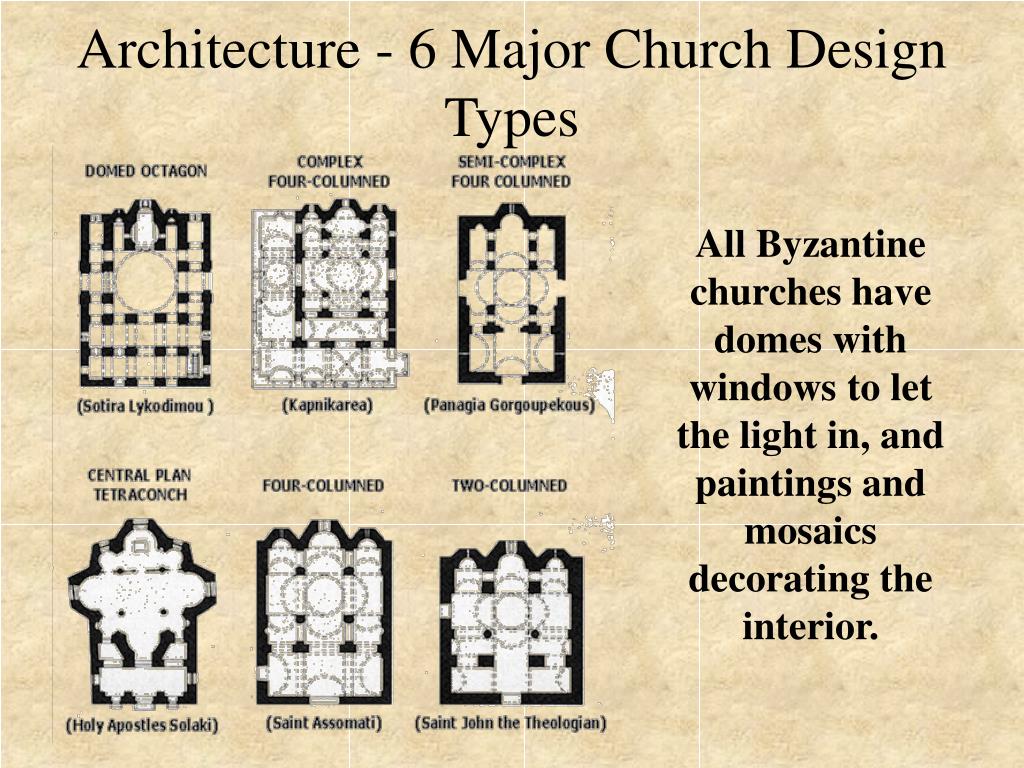 Architecture - 6 Major Church Design
Types
DOMED OCTAGON
COMPLEX
FOUR-COLUMNED
SEMI-COMPLEX
FOUR COLUMNED
(Sotira Lykodimou )
(Kapnikarea)
(Panagia Gorgoupekous)
CENTRAL PLAN
TETRACONCH
FOUR-COLUMNED
TWO-COLUMNED
(Holy Apostles Solaki)
(Saint Assomati)
(Saint John the Theologian)
All Byzantine
churches have
domes with
windows to let
the light in, and
paintings and
mosaics
decorating the
interior.